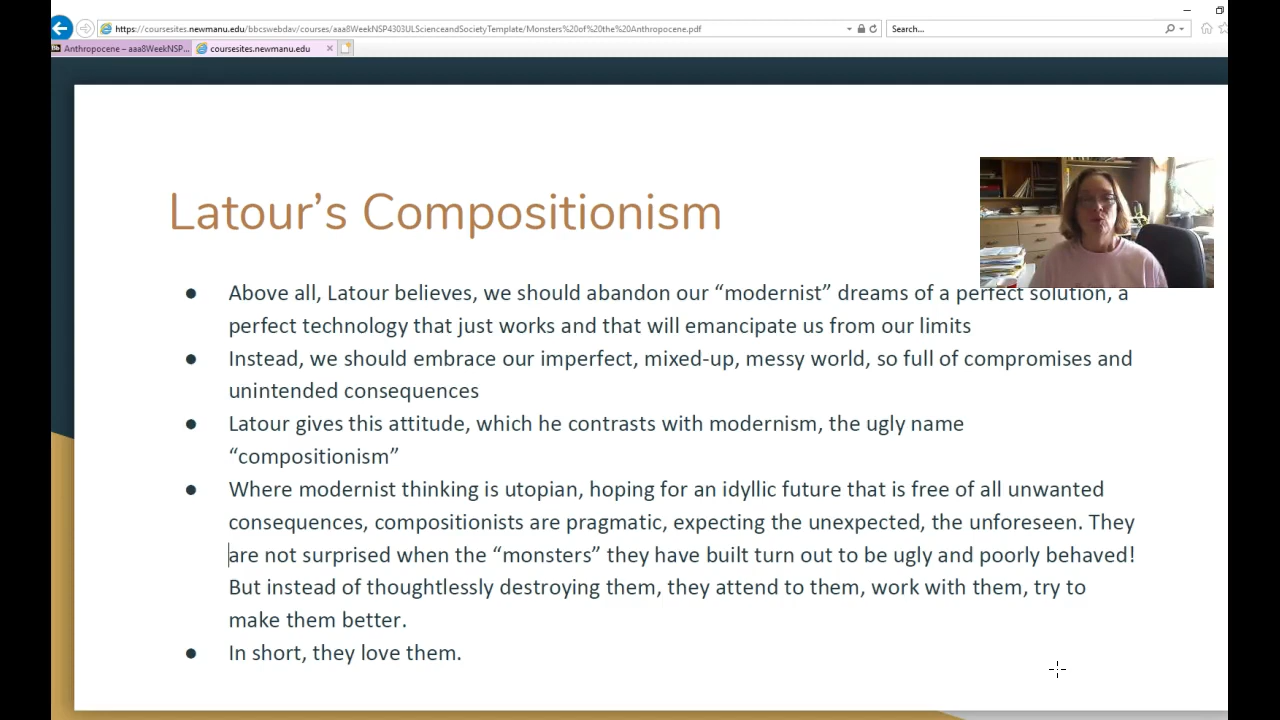 https://coursesites.newmanu.edu/bbcswebdav/courses/aaa8WeekNSP4303ULScienceandSocietyTemplate/Monsters%20of%20the%20Anthropocene.pdf
Search...
Anthropocene – aaa8WeekNSP...
coursesites.newmanu.edu
Latour’s Compositionism
● Above all, Latour believes, we should abandon our “modernist” dreams of a perfect solution, a
perfect technology that just works and that will emancipate us from our limits
● Instead, we should embrace our imperfect, mixed-up, messy world, so full of compromises and
unintended consequences
● Latour gives this attitude, which he contrasts with modernism, the ugly name
“compositionism”
● Where modernist thinking is utopian, hoping for an idyllic future that is free of all unwanted
consequences, compositionists are pragmatic, expecting the unexpected, the unforeseen. They
are not surprised when the “monsters” they have built turn out to be ugly and poorly behaved!
But instead of thoughtlessly destroying them, they attend to them, work with them, try to
make them better.
● In short, they love them.